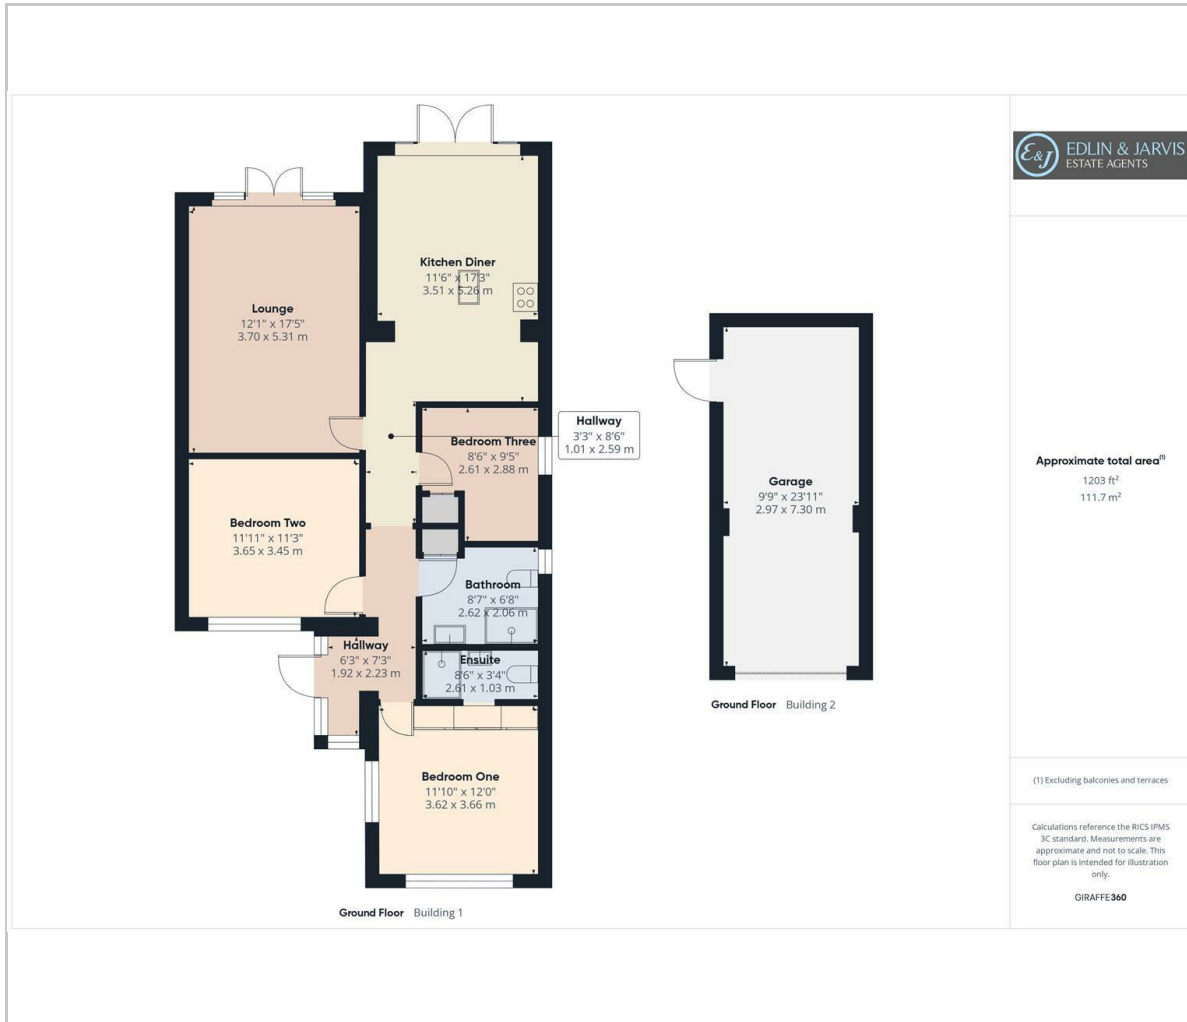 Kitchen Diner
11'6" x 17'3"
3.51 x 5.26 m
Lounge
12'1" x 17'5"
3.70 x 5.31 m
Hallway
3'3" x 8'6"
1.01 x 2.59 m
Bedroom Three
8'6" x 9'5"
2.61 x 2.88 m
Bedroom Two
11'11" x 11'3"
3.65 x 3.45 m
Bathroom
8'7" x 6'8"
2.62 x 2.06 m
Hallway
6'3" x 7'3"
1.92 x 2.23 m
Ensuite
8'6" x 3'4"
2.61 x 1.03 m
Bedroom One
11'10" x 12'0"
3.62 x 3.66 m
Ground Floor Building 1
Garage
9'9" x 23'11"
2.97 x 7.30 m
Ground Floor Building 2
E&J
EDLIN & JARVIS
ESTATE AGENTS
Approximate total area(1)
1203 ft²
111.7 m²
(1) Excluding balconies and terraces
Calculations reference the RICS IPMS
3C standard. Measurements are
approximate and not to scale. This
floor plan is intended for illustration
only.
GIRAFFE360